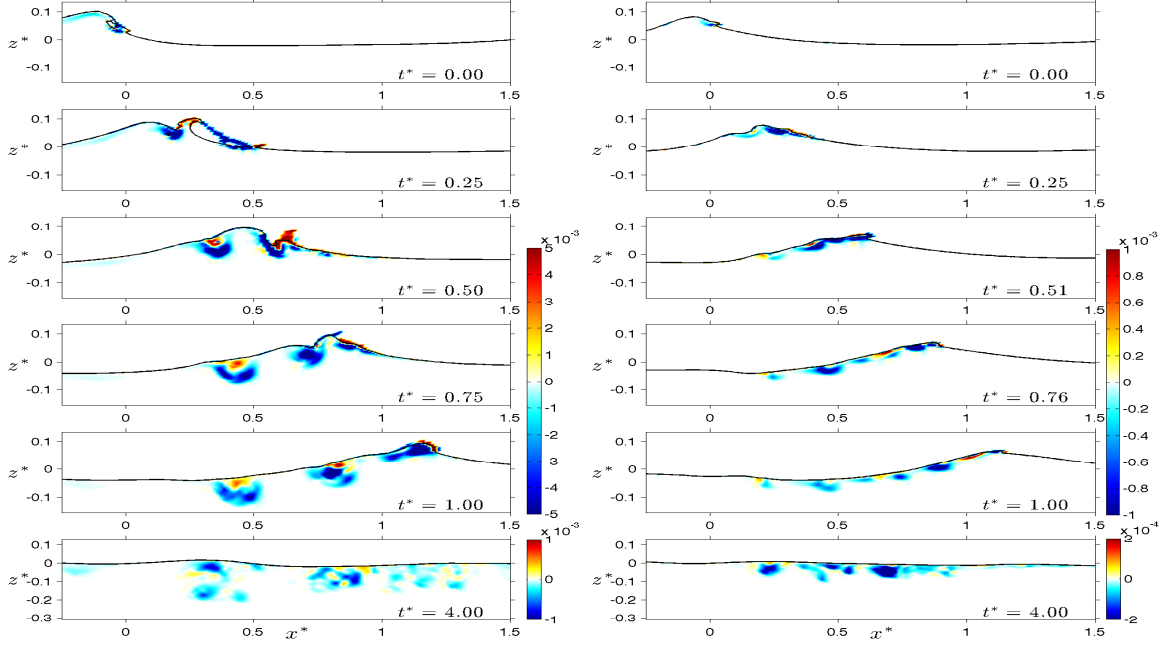 0.1
z* 0
-0.1
t* = 0.00
0 0.5 1 1.5
0.1
z* 0
-0.1
t* = 0.25
0 0.5 1 1.5
0.1
z* 0
-0.1
t* = 0.50
0 0.5 1 1.5
0.1
z* 0
-0.1
t* = 0.75
0 0.5 1 1.5
0.1
z* 0
-0.1
t* = 1.00
0 0.5 1 1.5
0.1
z* 0
-0.1
-0.2
-0.3
t* = 4.00
0 0.5 1 1.5
x*
x 10⁻³
5
4
3
2
1
0
-1
-2
-3
-4
-5
x 10⁻³
1
0
-1
0.1
z* 0
-0.1
t* = 0.00
0 0.5 1 1.5
0.1
z* 0
-0.1
t* = 0.25
0 0.5 1 1.5
0.1
z* 0
-0.1
t* = 0.51
0 0.5 1 1.5
0.1
z* 0
-0.1
t* = 0.76
0 0.5 1 1.5
0.1
z* 0
-0.1
t* = 1.00
0 0.5 1 1.5
0.1
z* 0
-0.1
-0.2
-0.3
t* = 4.00
0 0.5 1 1.5
x*
x 10⁻³
1
0.8
0.6
0.4
0.2
0
-0.2
-0.4
-0.6
-0.8
-1
x 10⁻⁴
2
0
-2